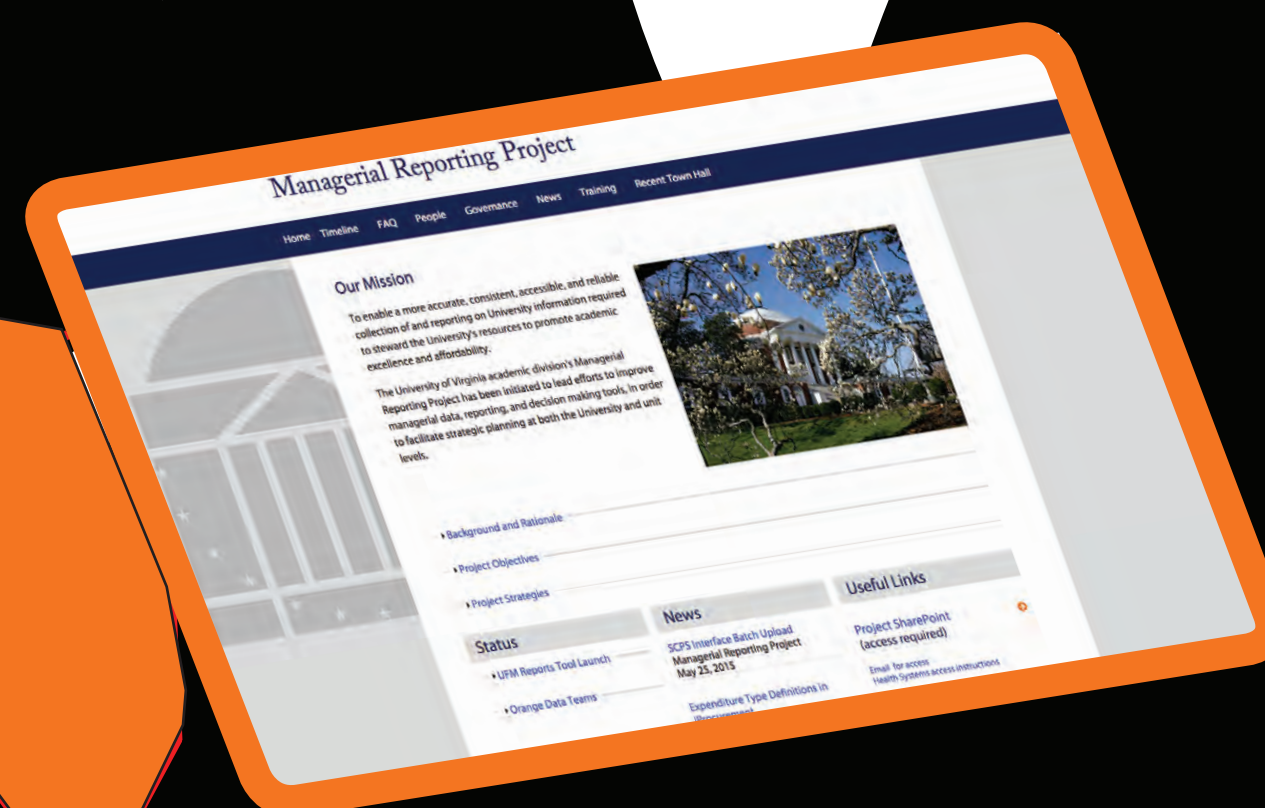 Managerial Reporting Project
Home Timeline FAQ People Governance News Training Recent Town Hall
Our Mission
To enable a more accurate, consistent, accessible, and reliable
collection of and reporting on University information required
to steward the University's resources to promote academic
excellence and affordability.
The University of Virginia academic division's Managerial
Reporting Project has been initiated to lead efforts to improve
managerial data, reporting, and decision making tools, in order
to facilitate strategic planning at both the University and unit
levels.
Background and Rationale
Project Objectives
Project Strategies
Status
UFM Reports Tool Launch
Orange Data Teams
News
SCPS Interface Batch Upload
Managerial Reporting Project
May 25, 2015
Expenditure Type Definitions in
iProcurement
Useful Links
Project SharePoint
(access required)
Email for access
Health Systems access instructions